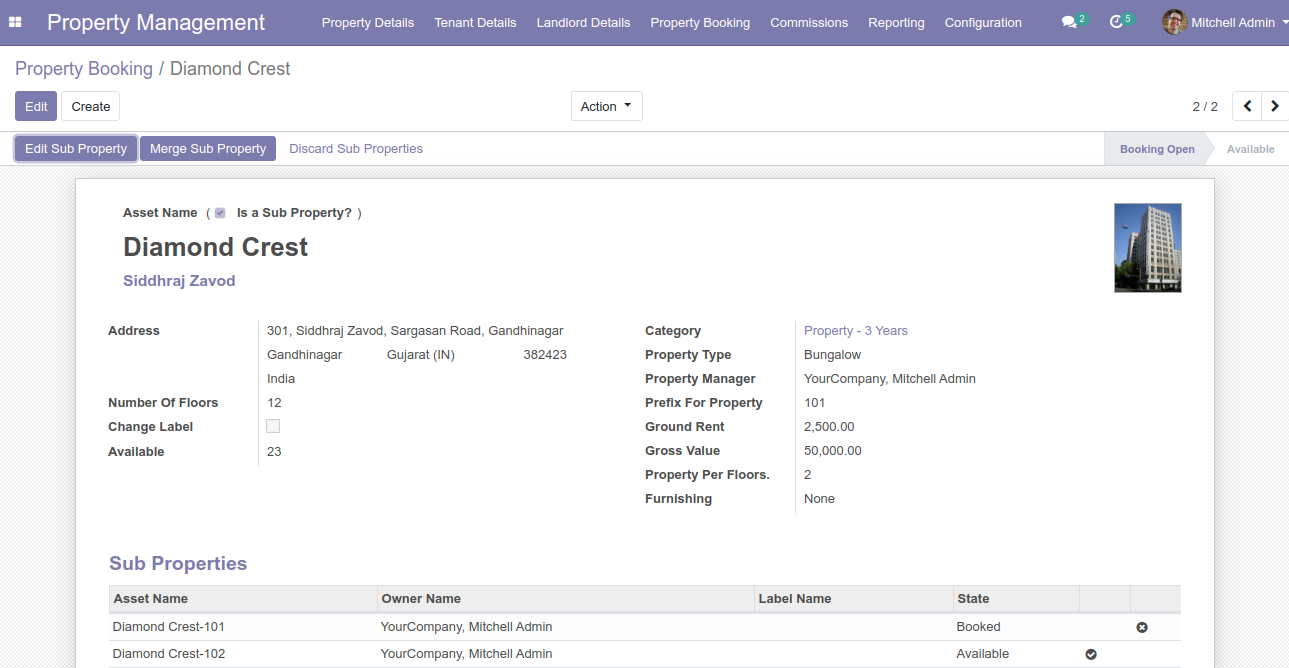 Property Management Property Details Tenant Details Landlord Details Property Booking Commissions Reporting Configuration 2 5 Mitchell Admin
Property Booking / Diamond Crest
Edit Create Action 2 / 2
Edit Sub Property Merge Sub Property Discard Sub Properties Booking Open Available
Asset Name ( Is a Sub Property? )
Diamond Crest
Siddhraj Zavod
Address 301, Siddhraj Zavod, Sargasan Road, Gandhinagar Category Property - 3 Years
Gandhinagar Gujarat (IN) 382423 Property Type Bungalow
India Property Manager YourCompany, Mitchell Admin
Number Of Floors 12 Prefix For Property 101
Change Label Ground Rent 2,500.00
Available 23 Gross Value 50,000.00
Property Per Floors. 2
Furnishing None
Sub Properties
Asset Name Owner Name Label Name State
Diamond Crest-101 YourCompany, Mitchell Admin Booked
Diamond Crest-102 YourCompany, Mitchell Admin Available